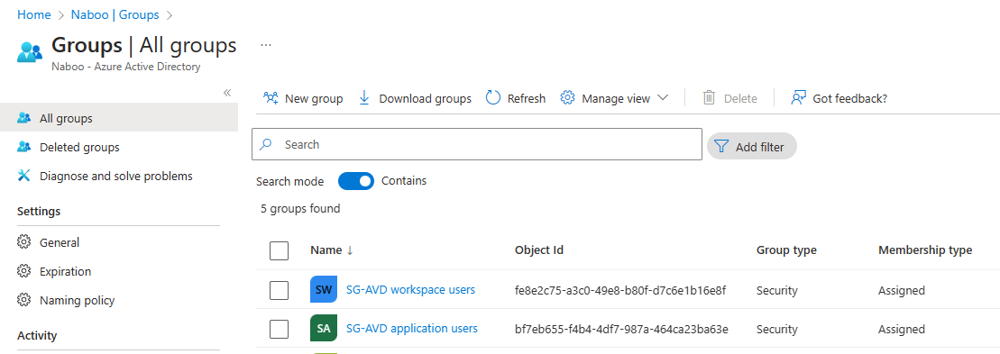 Home > Naboo | Groups >
Groups | All groups ...
Naboo - Azure Active Directory
«
All groups
Deleted groups
Diagnose and solve problems
Settings
General
Expiration
Naming policy
Activity
New group Download groups Refresh Manage view Delete Got feedback?
Search Add filter
Search mode Contains
5 groups found
Name ↓ Object Id Group type Membership type
SW SG-AVD workspace users fe8e2c75-a3c0-49e8-b80f-d7c6e1b16e8f Security Assigned
SA SG-AVD application users bf7eb655-f4b4-4df7-987a-464ca23ba63e Security Assigned